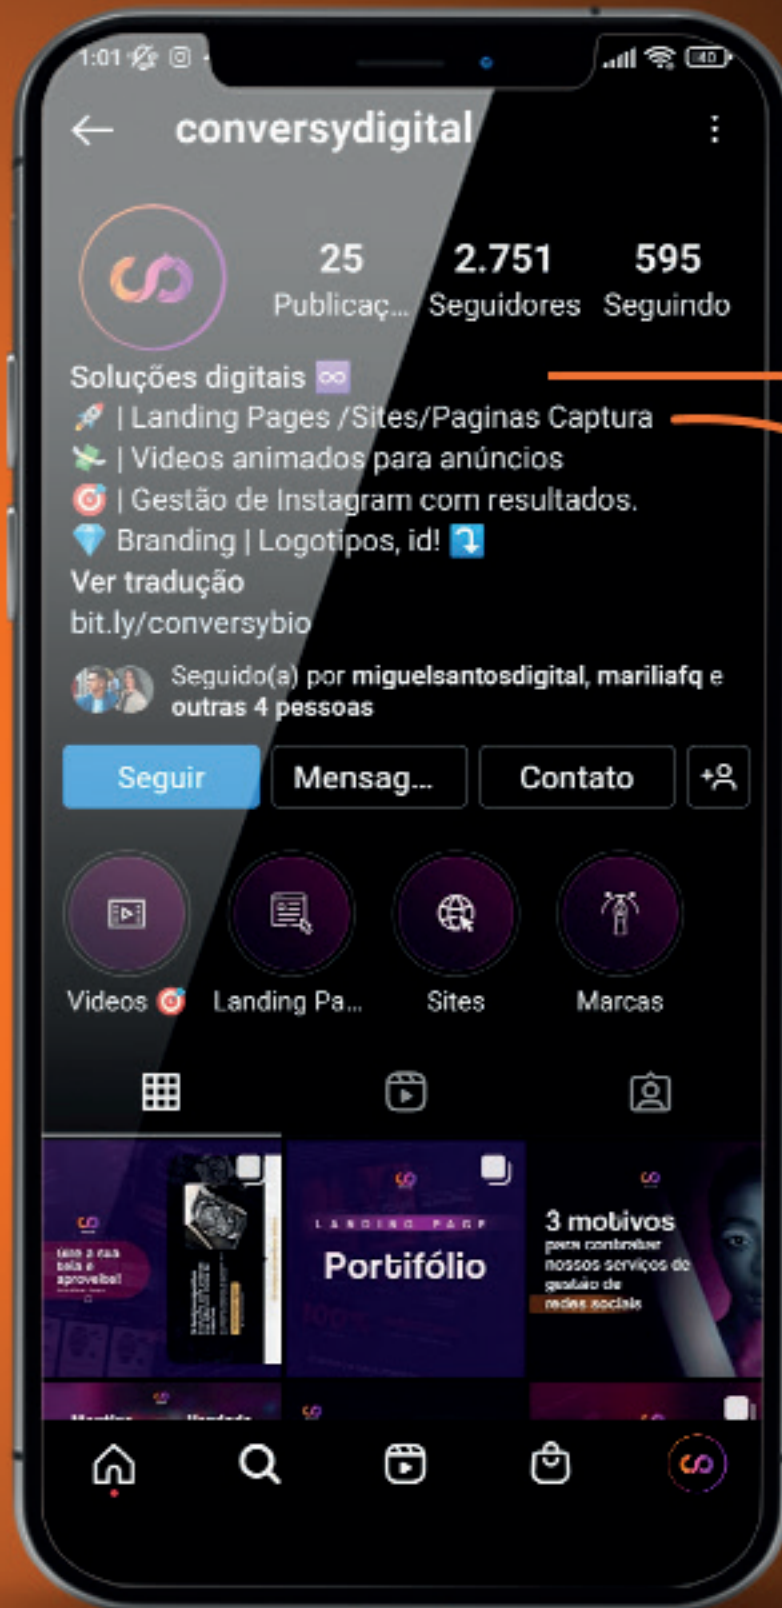 1:01
40
conversydigital
25
2.751
595
Publicaç...
Seguidores
Seguindo
Soluções digitais
| Landing Pages /Sites/Paginas Captura
| Videos animados para anúncios
| Gestão de Instagram com resultados.
Branding | Logotipos, id!
Ver tradução
bit.ly/conversybio
Seguido(a) por miguelsantosdigital, mariliafq e
outras 4 pessoas
Seguir
Mensag...
Contato
Videos
Landing Pa...
Sites
Marcas
aproveite!
LANDING PAGE
Portifólio
3 motivos
para contratar
nossos serviços de
gestão de
redes sociais